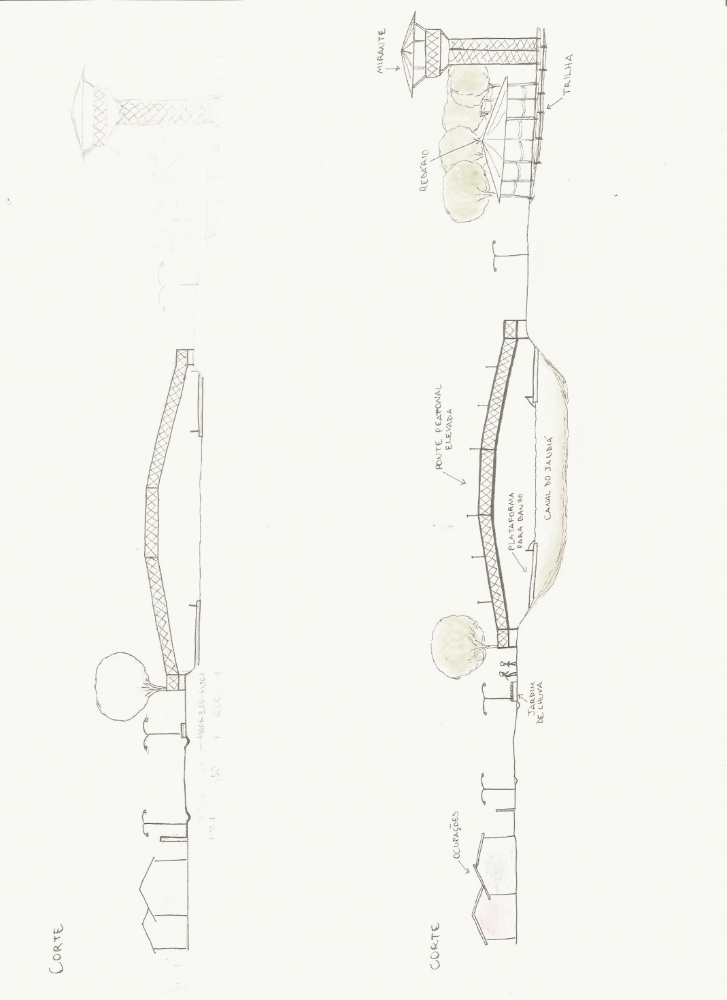 CORTE
CORTE
OCUPAÇÕES
JARDIM
DE CHUVA
PLATAFORMA
PARA BANHO
CANAL DO JANDIÁ
PONTE PEATONAL
ELEVADA
REDÁRIO
TRILHA
MIRANTE